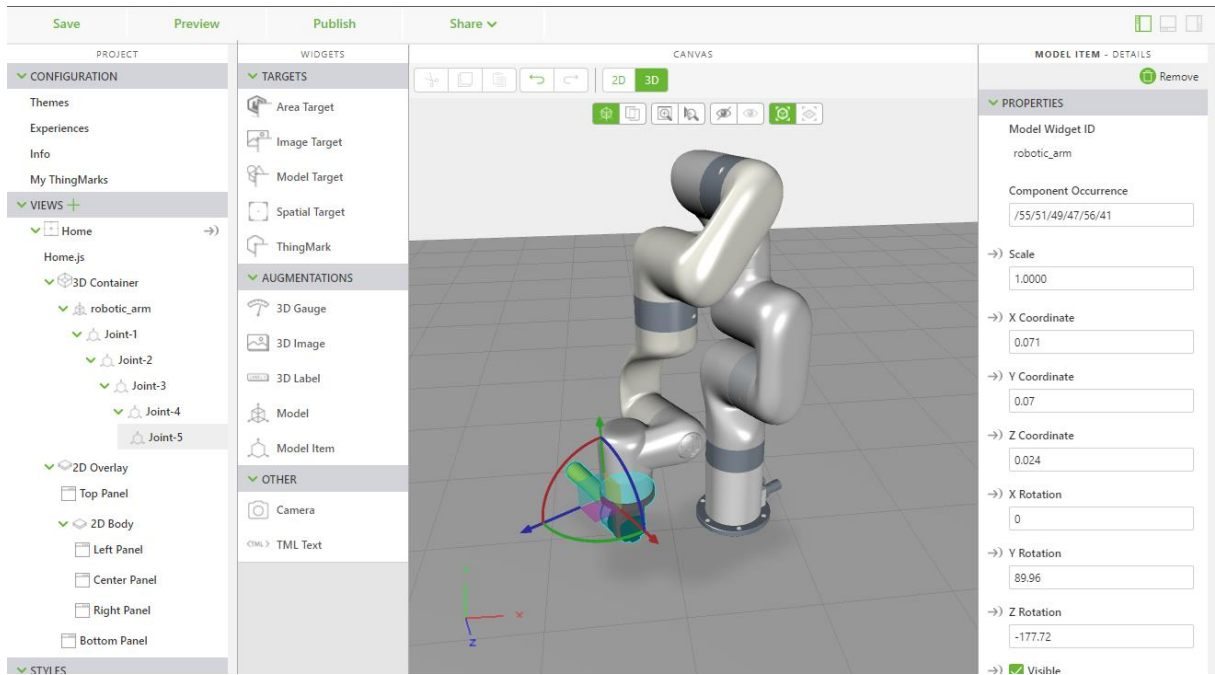 Save Preview Publish Share
PROJECT
CONFIGURATION
Themes
Experiences
Info
My ThingMarks
VIEWS
Home
Home.js
3D Container
robotic_arm
Joint-1
Joint-2
Joint-3
Joint-4
Joint-5
2D Overlay
Top Panel
2D Body
Left Panel
Center Panel
Right Panel
Bottom Panel
STYLES
WIDGETS
TARGETS
Area Target
Image Target
Model Target
Spatial Target
ThingMark
AUGMENTATIONS
3D Gauge
3D Image
3D Label
Model
Model Item
OTHER
Camera
<TML> TML Text
CANVAS
2D 3D
X
Z
MODEL ITEM - DETAILS
Remove
PROPERTIES
Model Widget ID
robotic_arm
Component Occurrence
/55/51/49/47/56/41
Scale
1.0000
X Coordinate
0.071
Y Coordinate
0.07
Z Coordinate
0.024
X Rotation
0
Y Rotation
89.96
Z Rotation
-177.72
Visible